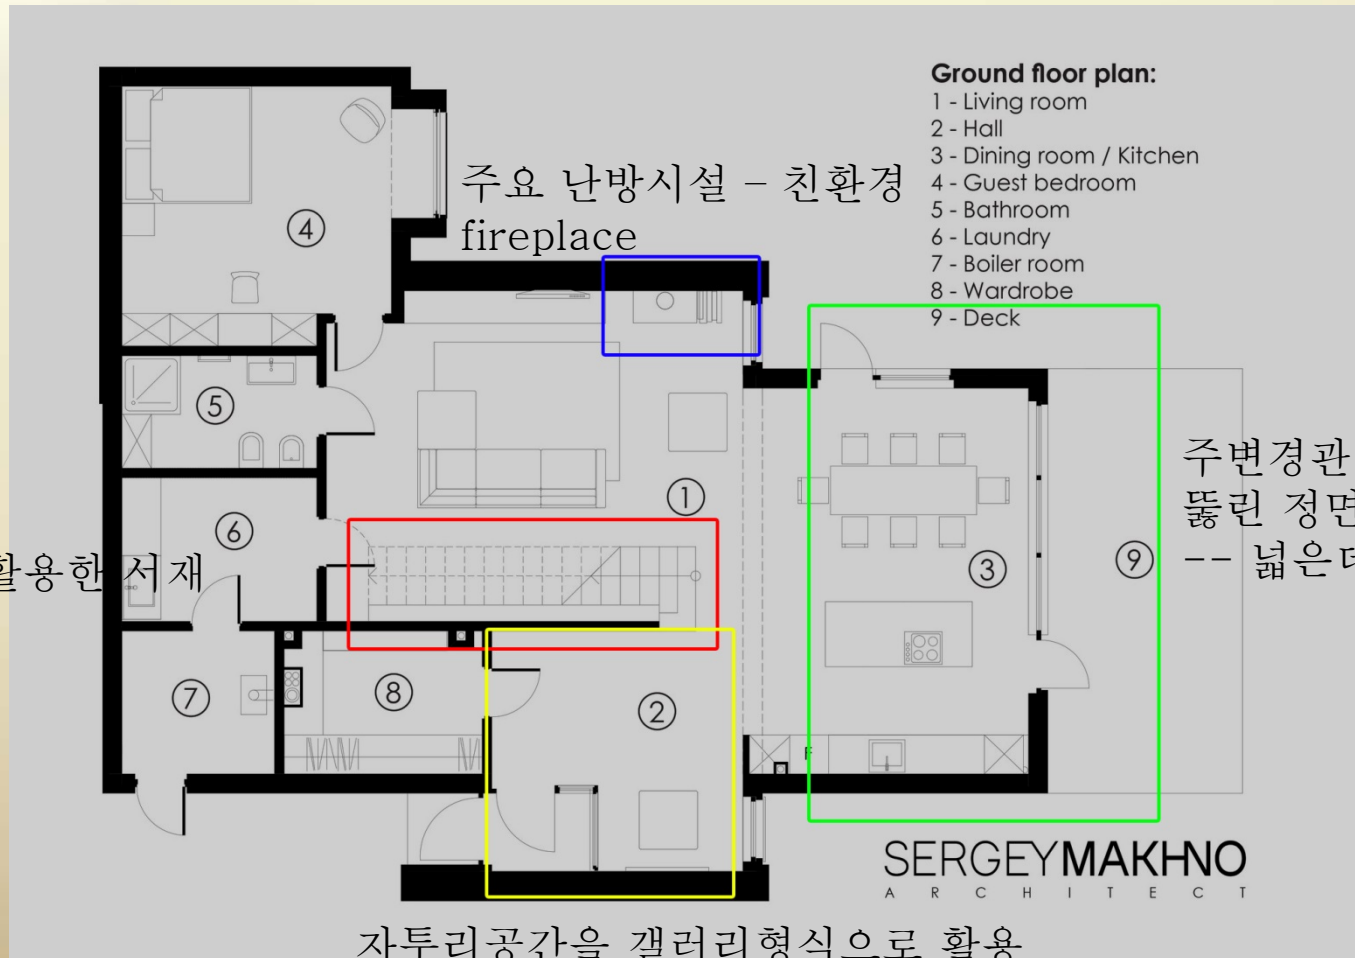 Ground floor plan:
1 - Living room
2 - Hall
3 - Dining room / Kitchen
4 - Guest bedroom
5 - Bathroom
6 - Laundry
7 - Boiler room
8 - Wardrobe
9 - Deck
주요 난방시설 – 친환경
fireplace
4
5
1
주변경관
뚫린 정면
6
활용한 서재
3
9
-- 넓은데
7
8
2
F
SERGEYMAKHNO
ARCHITECT
자투리공간을 갤러리형식으로 활용